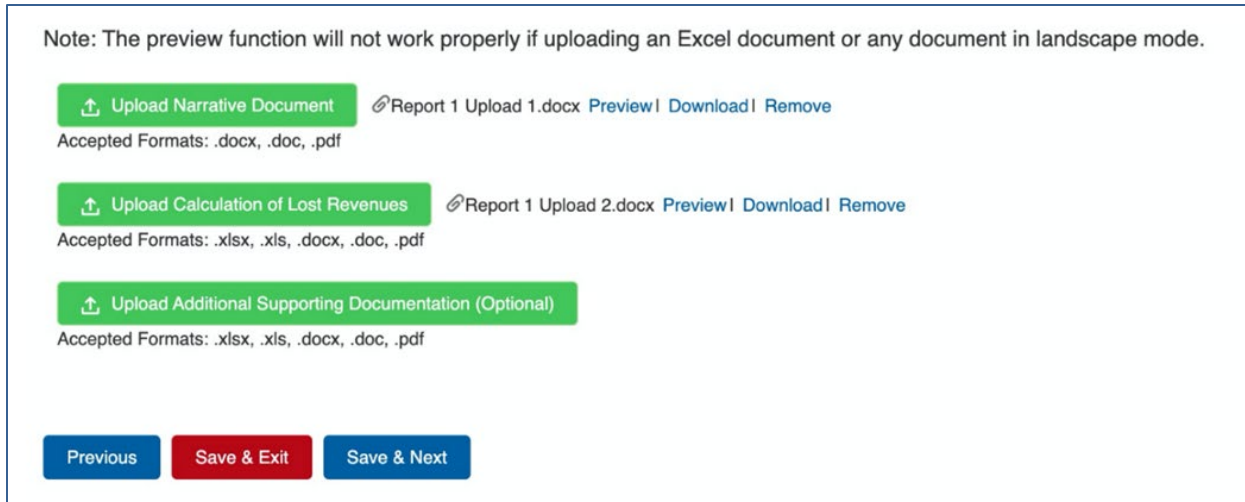 Note: The preview function will not work properly if uploading an Excel document or any document in landscape mode.
Upload Narrative Document Report 1 Upload 1.docx Preview | Download | Remove
Accepted Formats: .docx, .doc, .pdf
Upload Calculation of Lost Revenues Report 1 Upload 2.docx Preview | Download | Remove
Accepted Formats: .xlsx, .xls, .docx, .doc, .pdf
Upload Additional Supporting Documentation (Optional)
Accepted Formats: .xlsx, .xls, .docx, .doc, .pdf
Previous Save & Exit Save & Next